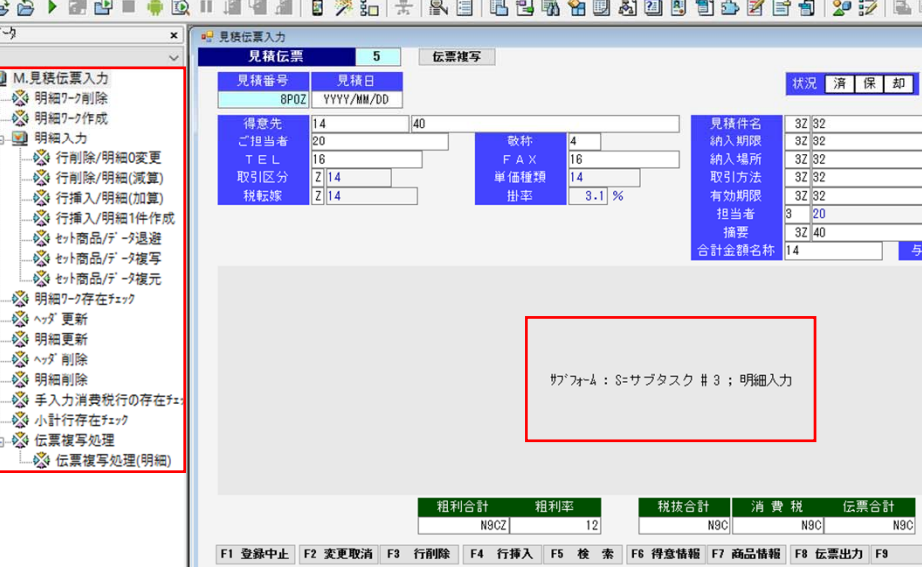 ｰﾀ
見積伝票入力
M.見積伝票入力
明細ﾜｰｸ削除
明細ﾜｰｸ作成
明細入力
行削除/明細0変更
行削除/明細(減算)
行挿入/明細(加算)
行挿入/明細1件作成
ｾｯﾄ商品/ﾃﾞｰﾀ退避
ｾｯﾄ商品/ﾃﾞｰﾀ複写
ｾｯﾄ商品/ﾃﾞｰﾀ復元
明細ﾜｰｸ存在ﾁｪｯｸ
ﾍｯﾀﾞ更新
明細更新
ﾍｯﾀﾞ削除
明細削除
手入力消費税行の存在ﾁｪ
小計行存在ﾁｪｯｸ
伝票複写処理
伝票複写処理(明細)
見積伝票 5 伝票複写
見積番号 見積日
8P0Z YYYY/MM/DD
状況 済 保 却
得意先 14 40
ご担当者 20 敬称 4
ＴＥＬ 16 ＦＡＸ 16
取引区分 Z 14 単価種類 14
税転嫁 Z 14 掛率 3.1 %
見積件名 3Z 32
納入期限 3Z 32
納入場所 3Z 32
取引方法 3Z 32
有効期限 3Z 32
担当者 3 20
摘要 3Z 40
合計金額名称 14 与
ｻﾌﾞﾌｫｰﾑ : S=サブタスク # 3 ; 明細入力
粗利合計 粗利率 税抜合計 消費税 伝票合計
N9CZ 12 N9C N9C N9C
F1 登録中止 F2 変更取消 F3 行削除 F4 行挿入 F5 検 索 F6 得意情報 F7 商品情報 F8 伝票出力 F9